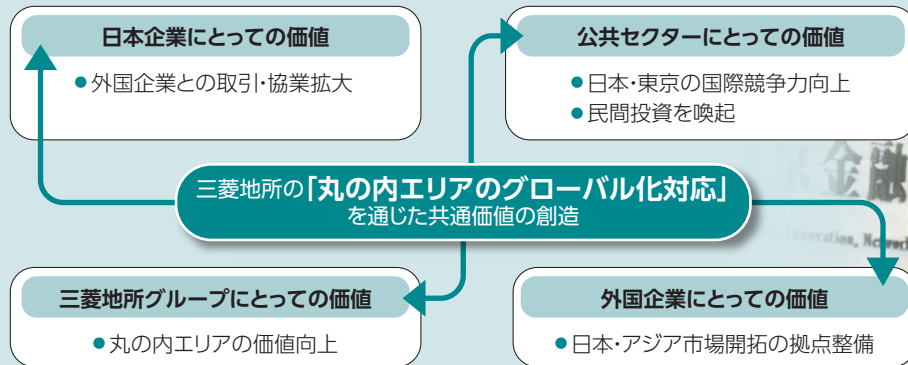 日本企業にとっての価値
●外国企業との取引・協業拡大
公共セクターにとっての価値
●日本・東京の国際競争力向上
●民間投資を喚起
三菱地所の「丸の内エリアのグローバル化対応」
を通じた共通価値の創造
金融
Innovation, Network
三菱地所グループにとっての価値
●丸の内エリアの価値向上
外国企業にとっての価値
●日本・アジア市場開拓の拠点整備